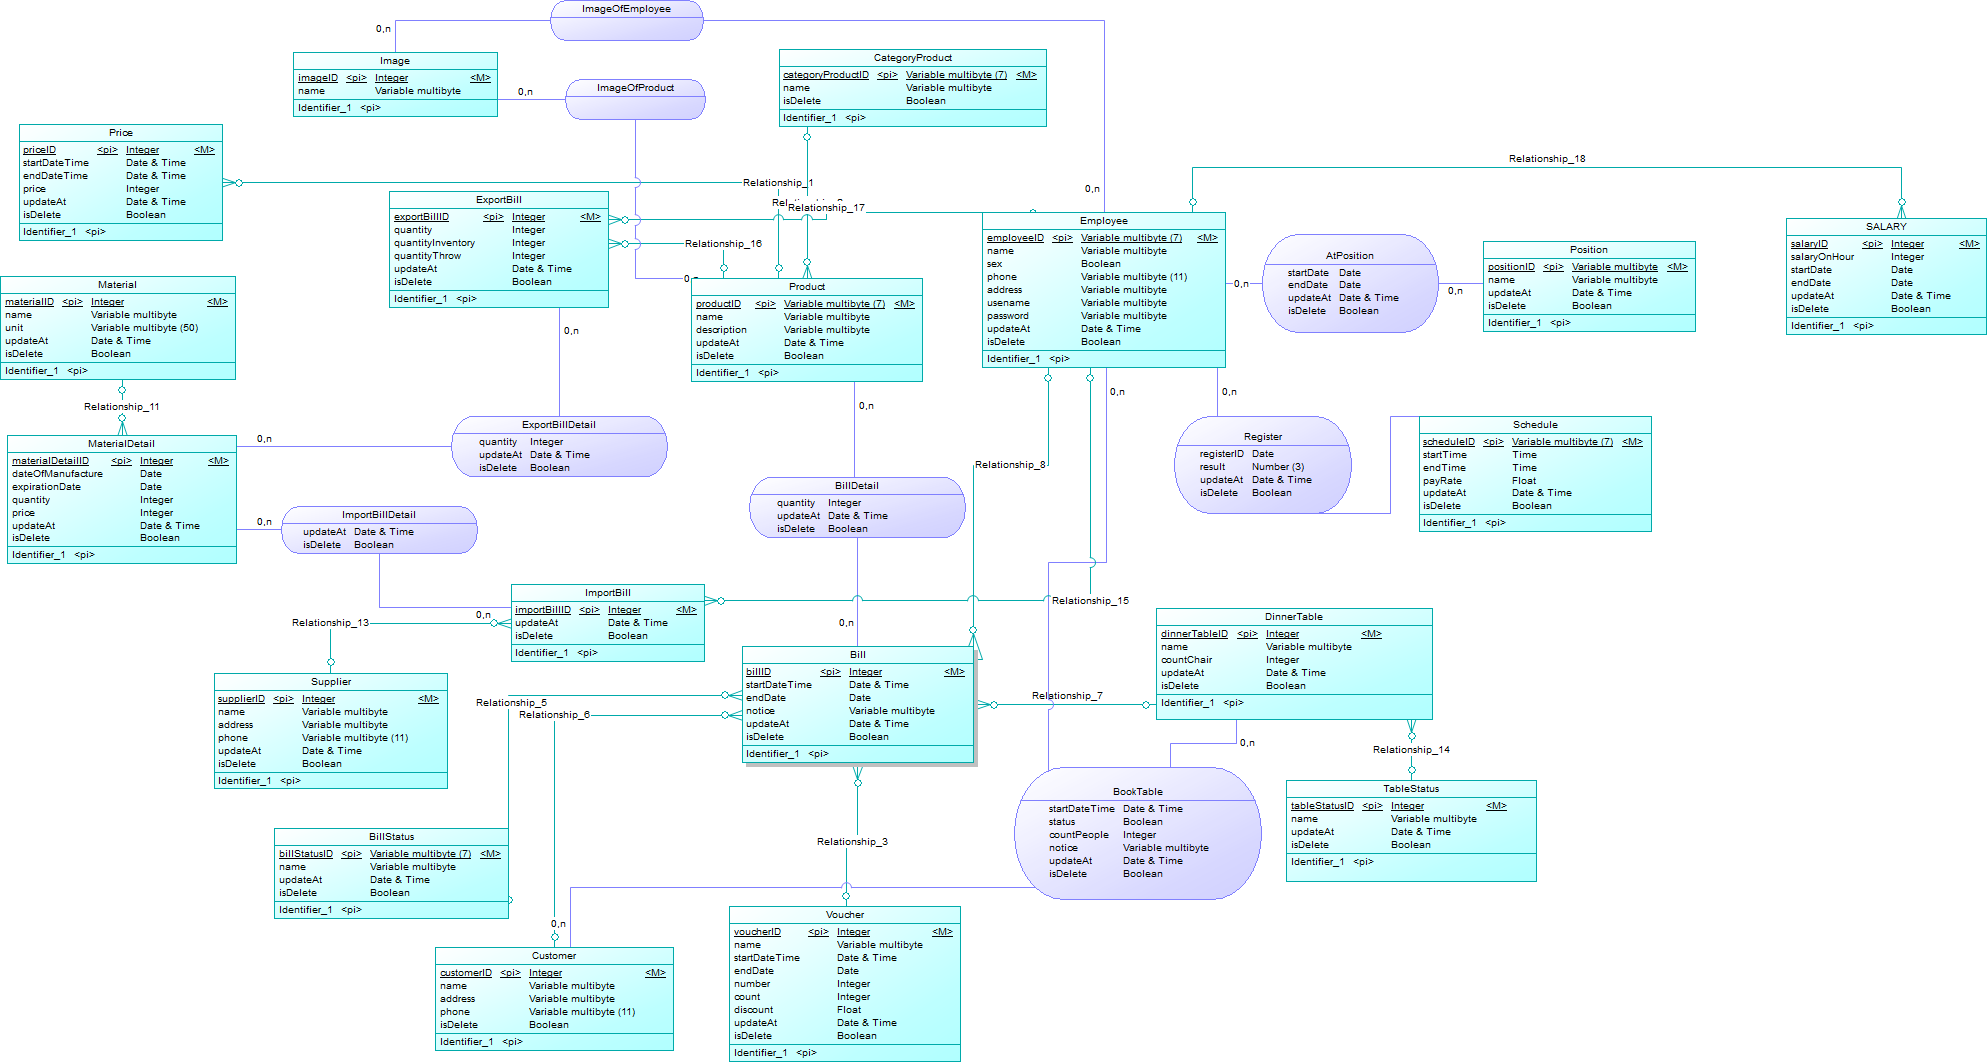 ImageOfEmployee
0,n
Image
imageID <pi> Integer <M>
name Variable multibyte
Identifier_1 <pi>
0,n
ImageOfProduct
CategoryProduct
categoryProductID <pi> Variable multibyte (7) <M>
name Variable multibyte
isDelete Boolean
Identifier_1 <pi>
Price
priceID <pi> Integer <M>
startDateTime Date & Time
endDateTime Date & Time
price Integer
updateAt Date & Time
isDelete Boolean
Identifier_1 <pi>
Relationship_1
Relationship_17
Relationship_16
0,n
Relationship_18
ExportBill
exportBillID <pi> Integer <M>
quantity Integer
quantityInventory Integer
quantityThrow Integer
updateAt Date & Time
isDelete Boolean
Identifier_1 <pi>
0,n
Product
productID <pi> Variable multibyte (7) <M>
name Variable multibyte
description Variable multibyte
updateAt Date & Time
isDelete Boolean
Identifier_1 <pi>
0,n
Employee
employeeID <pi> Variable multibyte (7) <M>
name Variable multibyte
sex Boolean
phone Variable multibyte (11)
address Variable multibyte
usename Variable multibyte
password Variable multibyte
updateAt Date & Time
isDelete Boolean
Identifier_1 <pi>
0,n
AtPosition
startDate Date
endDate Date
updateAt Date & Time
isDelete Boolean
0,n
Position
positionID <pi> Variable multibyte <M>
name Variable multibyte
updateAt Date & Time
isDelete Boolean
Identifier_1 <pi>
SALARY
salaryID <pi> Integer <M>
salaryOnHour Integer
startDate Date
endDate Date
updateAt Date & Time
isDelete Boolean
Identifier_1 <pi>
Material
materialID <pi> Integer <M>
name Variable multibyte
unit Variable multibyte (50)
updateAt Date & Time
isDelete Boolean
Identifier_1 <pi>
Relationship_11
MaterialDetail
materialDetailID <pi> Integer <M>
dateOfManufacture Date
expirationDate Date
quantity Integer
price Integer
updateAt Date & Time
isDelete Boolean
Identifier_1 <pi>
0,n
0,n
ExportBillDetail
quantity Integer
updateAt Date & Time
isDelete Boolean
ImportBillDetail
updateAt Date & Time
isDelete Boolean
0,n
BillDetail
quantity Integer
updateAt Date & Time
isDelete Boolean
0,n
Relationship_8
0,n
0,n
Register
registerID Date
result Number (3)
updateAt Date & Time
isDelete Boolean
Schedule
scheduleID <pi> Variable multibyte (7) <M>
startTime Time
endTime Time
payRate Float
updateAt Date & Time
isDelete Boolean
Identifier_1 <pi>
ImportBill
importBillID <pi> Integer <M>
updateAt Date & Time
isDelete Boolean
Identifier_1 <pi>
0,n
Relationship_13
Relationship_15
Supplier
supplierID <pi> Integer <M>
name Variable multibyte
address Variable multibyte
phone Variable multibyte (11)
updateAt Date & Time
isDelete Boolean
Identifier_1 <pi>
Relationship_5
Relationship_6
Bill
billID <pi> Integer <M>
startDateTime Date & Time
endDate Date
notice Variable multibyte
updateAt Date & Time
isDelete Boolean
Identifier_1 <pi>
Relationship_7
DinnerTable
dinnerTableID <pi> Integer <M>
name Variable multibyte
countChair Integer
updateAt Date & Time
isDelete Boolean
Identifier_1 <pi>
0,n
Relationship_14
TableStatus
tableStatusID <pi> Integer <M>
name Variable multibyte
updateAt Date & Time
isDelete Boolean
Identifier_1 <pi>
BookTable
startDateTime Date & Time
status Boolean
countPeople Integer
notice Variable multibyte
updateAt Date & Time
isDelete Boolean
BillStatus
billStatusID <pi> Variable multibyte (7) <M>
name Variable multibyte
updateAt Date & Time
isDelete Boolean
Identifier_1 <pi>
Relationship_3
0,n
Customer
customerID <pi> Integer <M>
name Variable multibyte
address Variable multibyte
phone Variable multibyte (11)
isDelete Boolean
Identifier_1 <pi>
Voucher
voucherID <pi> Integer <M>
name Variable multibyte
startDateTime Date & Time
endDate Date
number Integer
count Integer
discount Float
updateAt Date & Time
isDelete Boolean
Identifier_1 <pi>